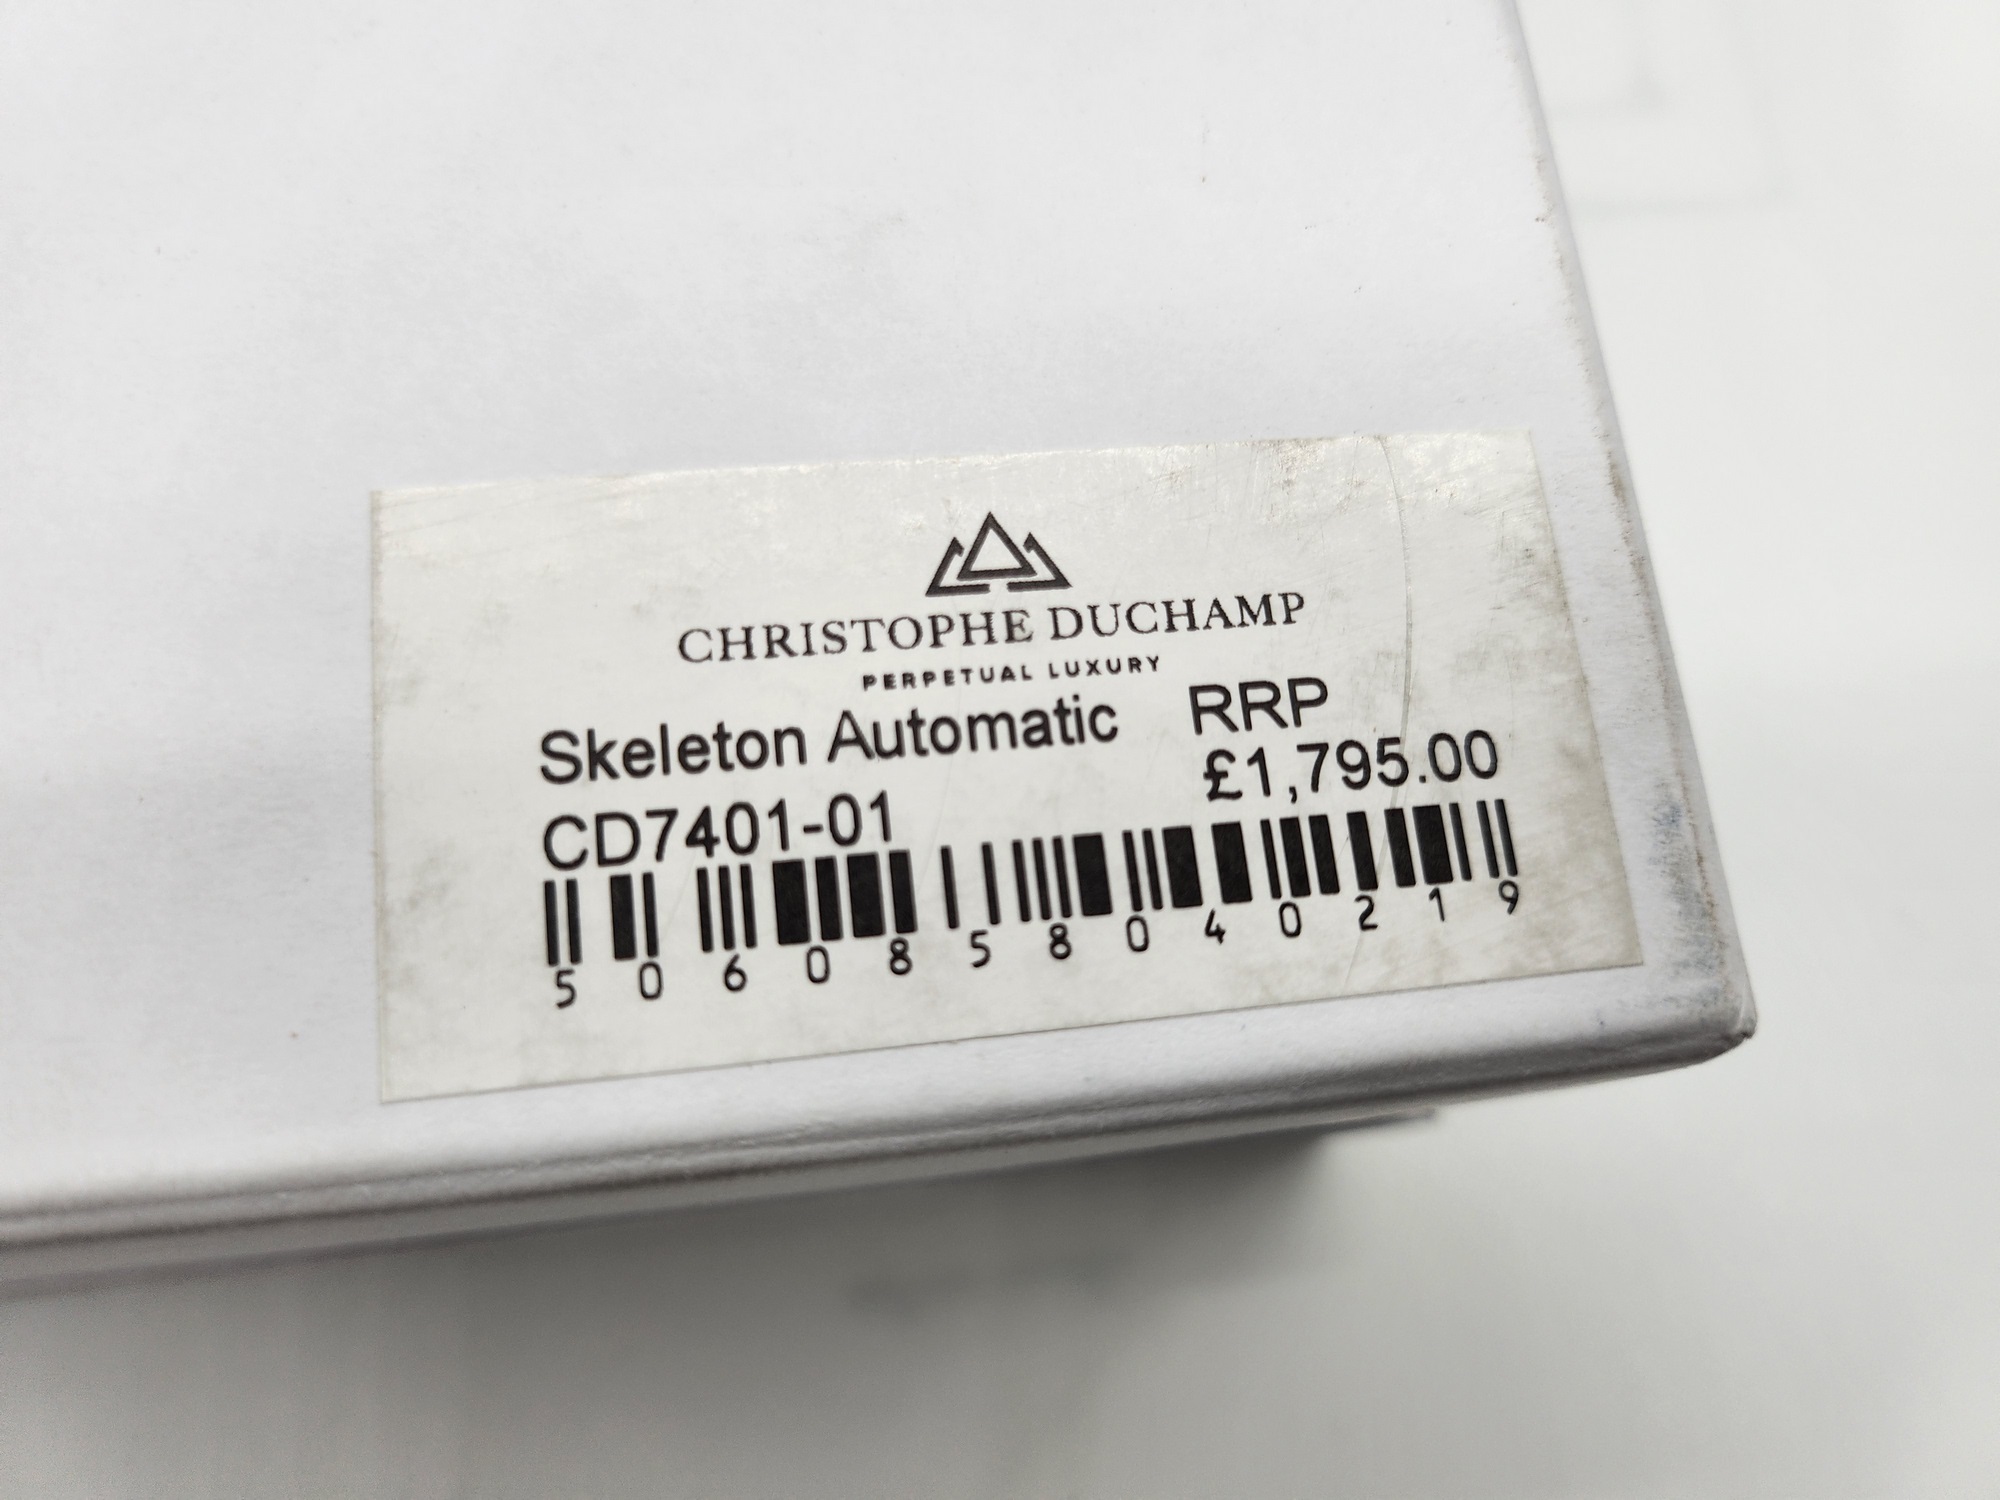 CHRISTOPHE DUCHAMP
PERPETUAL LUXURY
Skeleton Automatic RRP
£1,795.00
CD7401-01
5060858040219